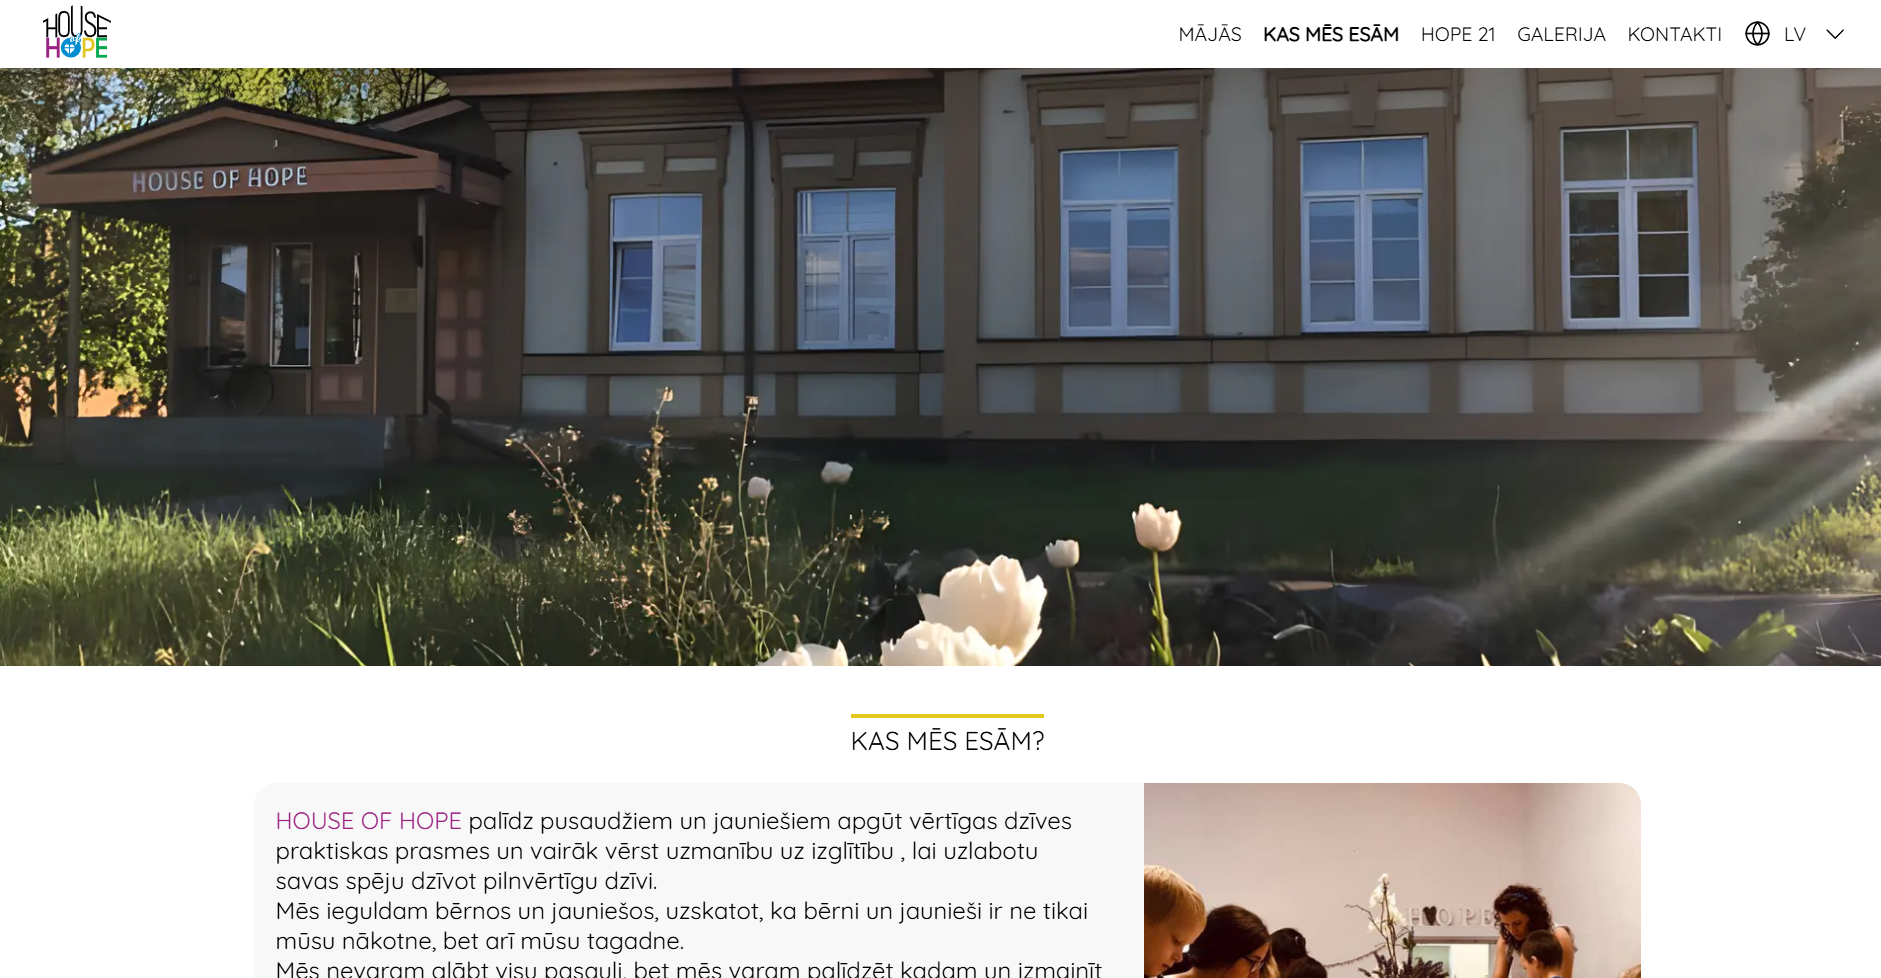 HOUSE
of
HOPE
MĀJĀS KAS MĒS ESĀM HOPE 21 GALERIJA KONTAKTI LV
HOUSE OF HOPE
KAS MĒS ESĀM?
HOUSE OF HOPE palīdz pusaudžiem un jauniešiem apgūt vērtīgas dzīves
praktiskas prasmes un vairāk vērst uzmanību uz izglītību , lai uzlabotu
savas spēju dzīvot pilnvērtīgu dzīvi.
Mēs ieguldam bērnos un jauniešos, uzskatot, ka bērni un jaunieši ir ne tikai
mūsu nākotne, bet arī mūsu tagadne.
Mēs nevaram glābt visu pasauli, bet mēs varam palīdzēt kādam un izmainīt
HOPE